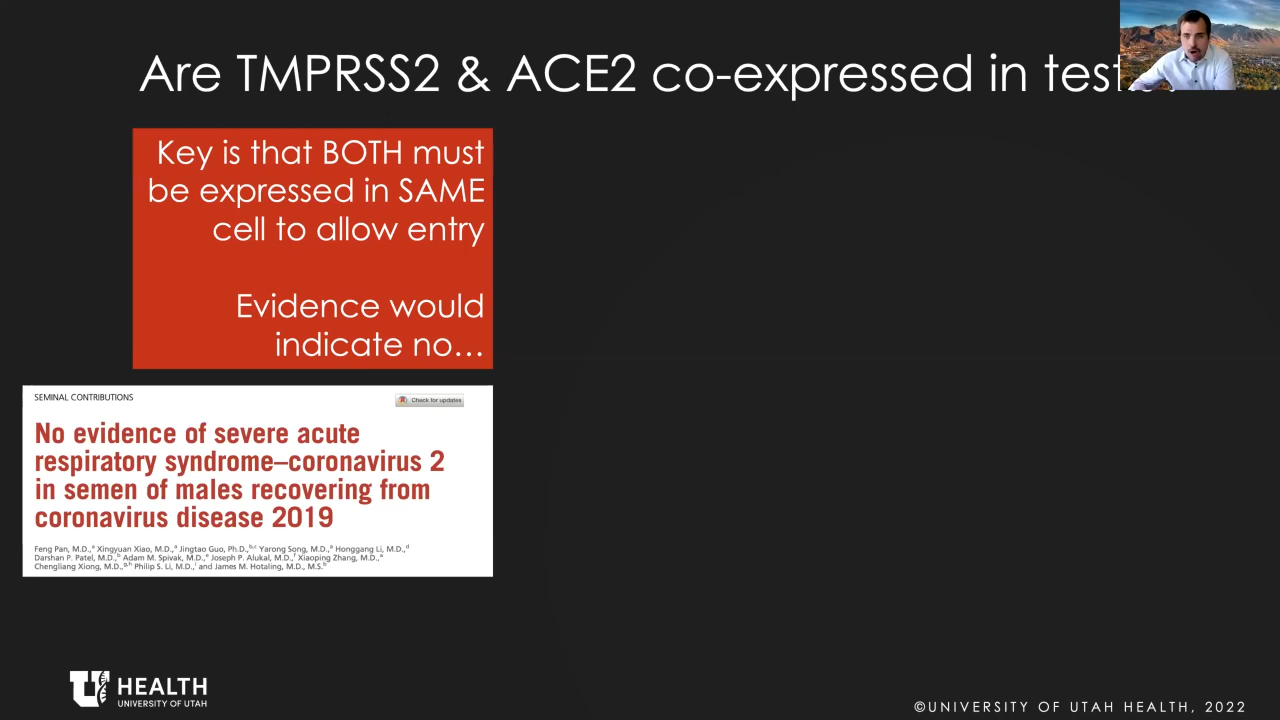 Are TMPRSS2 & ACE2 co-expressed in
Key is that BOTH must
be expressed in SAME
cell to allow entry
Evidence would
indicate no…
SEMINAL CONTRIBUTIONS
Check for updates
No evidence of severe acute
respiratory syndrome–coronavirus 2
in semen of males recovering from
coronavirus disease 2019
Feng Pan, M.D.,ᵃ Xingyuan Xiao, M.D.,ᵃ Jingtao Guo, Ph.D.,ᵇ,ᶜ Yarong Song, M.D.,ᵃ Honggang Li, M.D.,ᵈ
Darshan P. Patel, M.D.,ᵇ Adam M. Spivak, M.D.,ᵉ Joseph P. Alukal, M.D.,ᶠ Xiaoping Zhang, M.D.,ᵃ
Chengliang Xiong, M.D.,ᵍ,ʰ Philip S. Li, M.D.,ⁱ and James M. Hotaling, M.D., M.S.ᵇ
U HEALTH
UNIVERSITY OF UTAH
©UNIVERSITY OF UTAH HEALTH, 2022